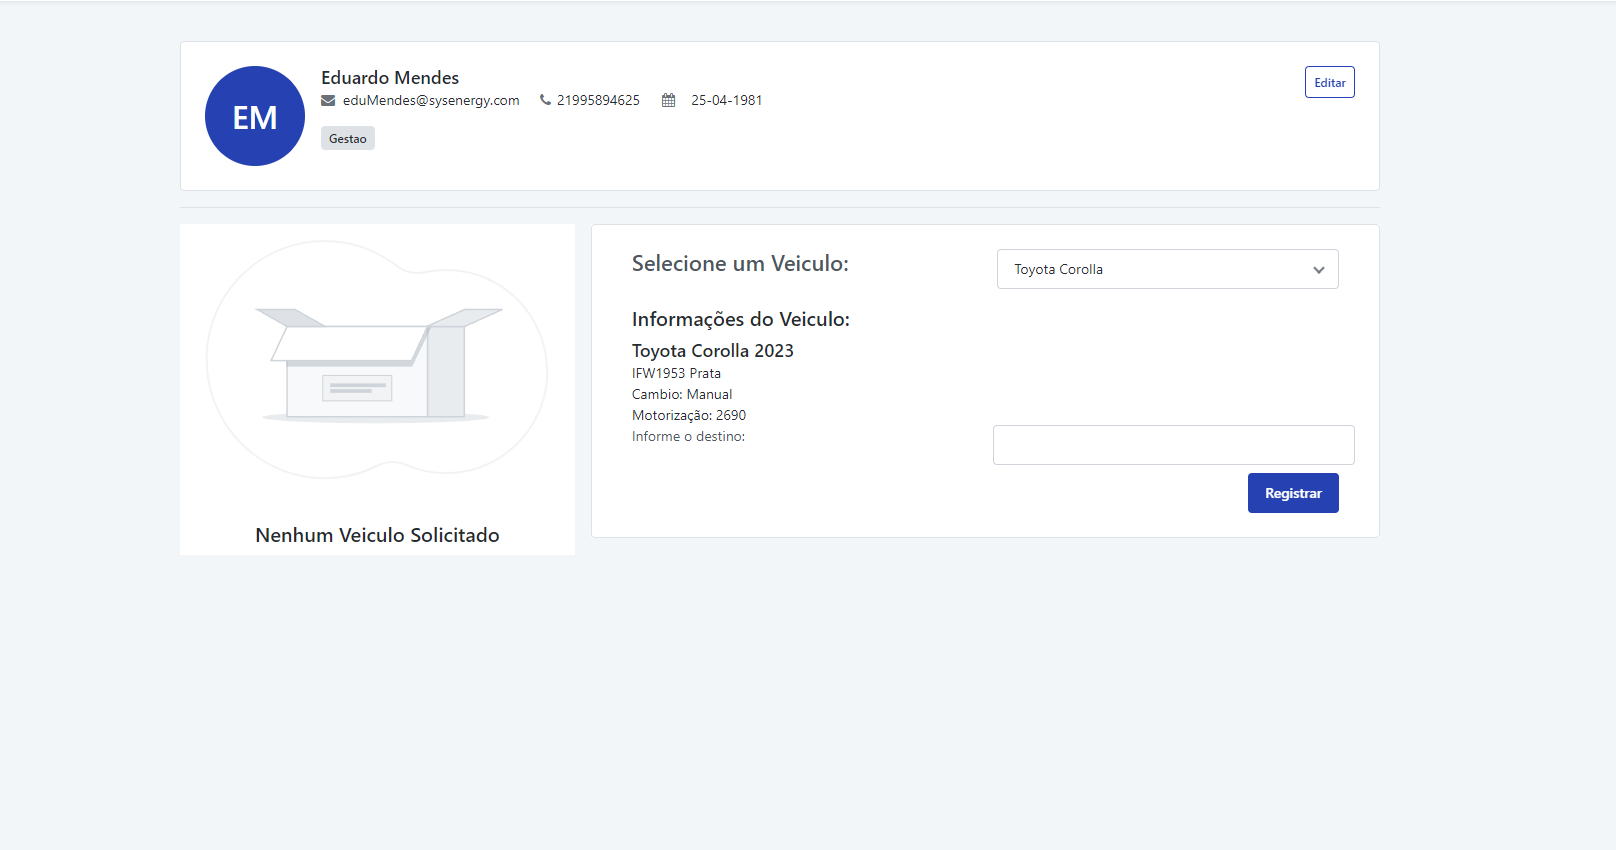 EM
Eduardo Mendes
eduMendes@sysenergy.com 21995894625 25-04-1981
Gestao
Editar
Nenhum Veiculo Solicitado
Selecione um Veiculo:
Toyota Corolla
Informações do Veiculo:
Toyota Corolla 2023
IFW1953 Prata
Cambio: Manual
Motorização: 2690
Informe o destino:
Registrar